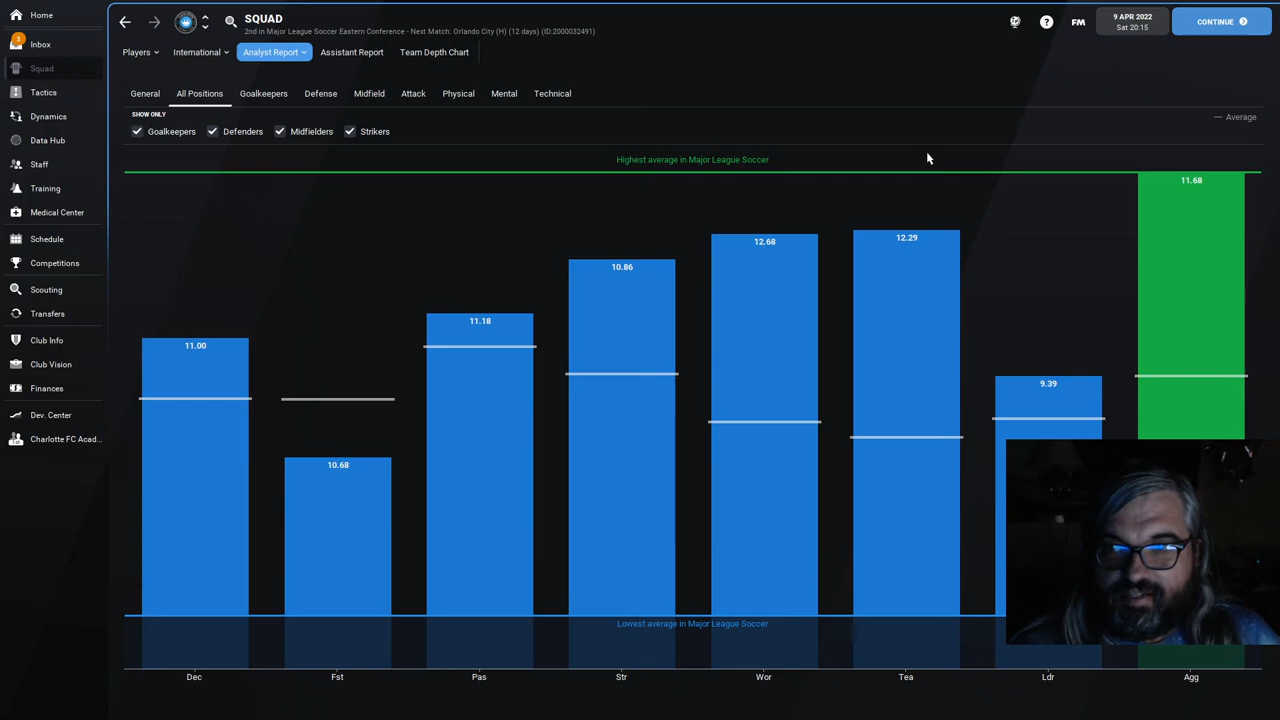 Home
3
Inbox
Squad
Tactics
Dynamics
Data Hub
Staff
Training
Medical Center
Schedule
Competitions
Scouting
Transfers
Club Info
Club Vision
Finances
Dev. Center
Charlotte FC Acad...
SQUAD
2nd in Major League Soccer Eastern Conference - Next Match: Orlando City (H) (12 days) (ID:2000032491)
?
FM
9 APR 2022
Sat 20:15
CONTINUE
Players
International
Analyst Report
Assistant Report
Team Depth Chart
General
All Positions
Goalkeepers
Defense
Midfield
Attack
Physical
Mental
Technical
SHOW ONLY
Goalkeepers
Defenders
Midfielders
Strikers
Average
Highest average in Major League Soccer
11.00
10.68
11.18
10.86
12.68
12.29
9.39
11.68
Lowest average in Major League Soccer
Dec
Fst
Pas
Str
Wor
Tea
Ldr
Agg